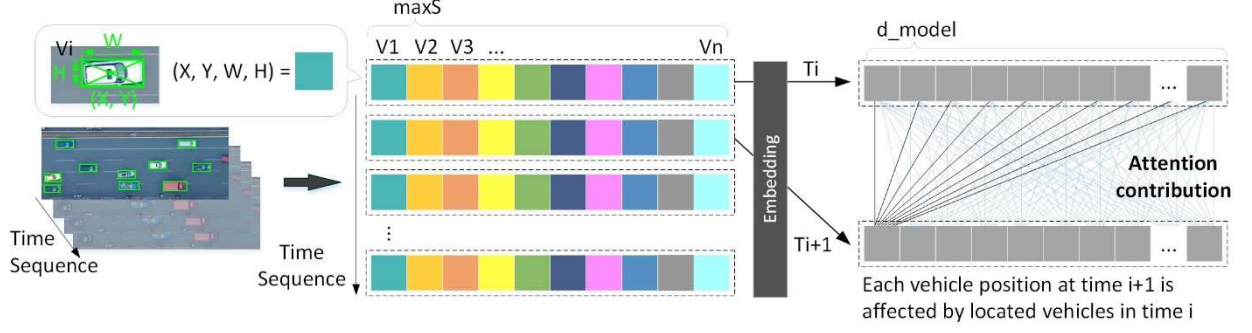 maxS
d_model
Vi
W
H
(X, Y)
(X, Y, W, H) =
V1 V2 V3 ... Vn
Ti
...
Embedding
Attention
contribution
Time
Sequence
⋮
Time
Sequence
Ti+1
...
Each vehicle position at time i+1 is
affected by located vehicles in time i